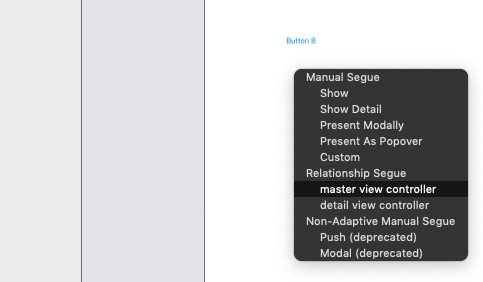 Button B
Manual Segue
Show
Show Detail
Present Modally
Present As Popover
Custom
Relationship Segue
master view controller
detail view controller
Non-Adaptive Manual Segue
Push (deprecated)
Modal (deprecated)